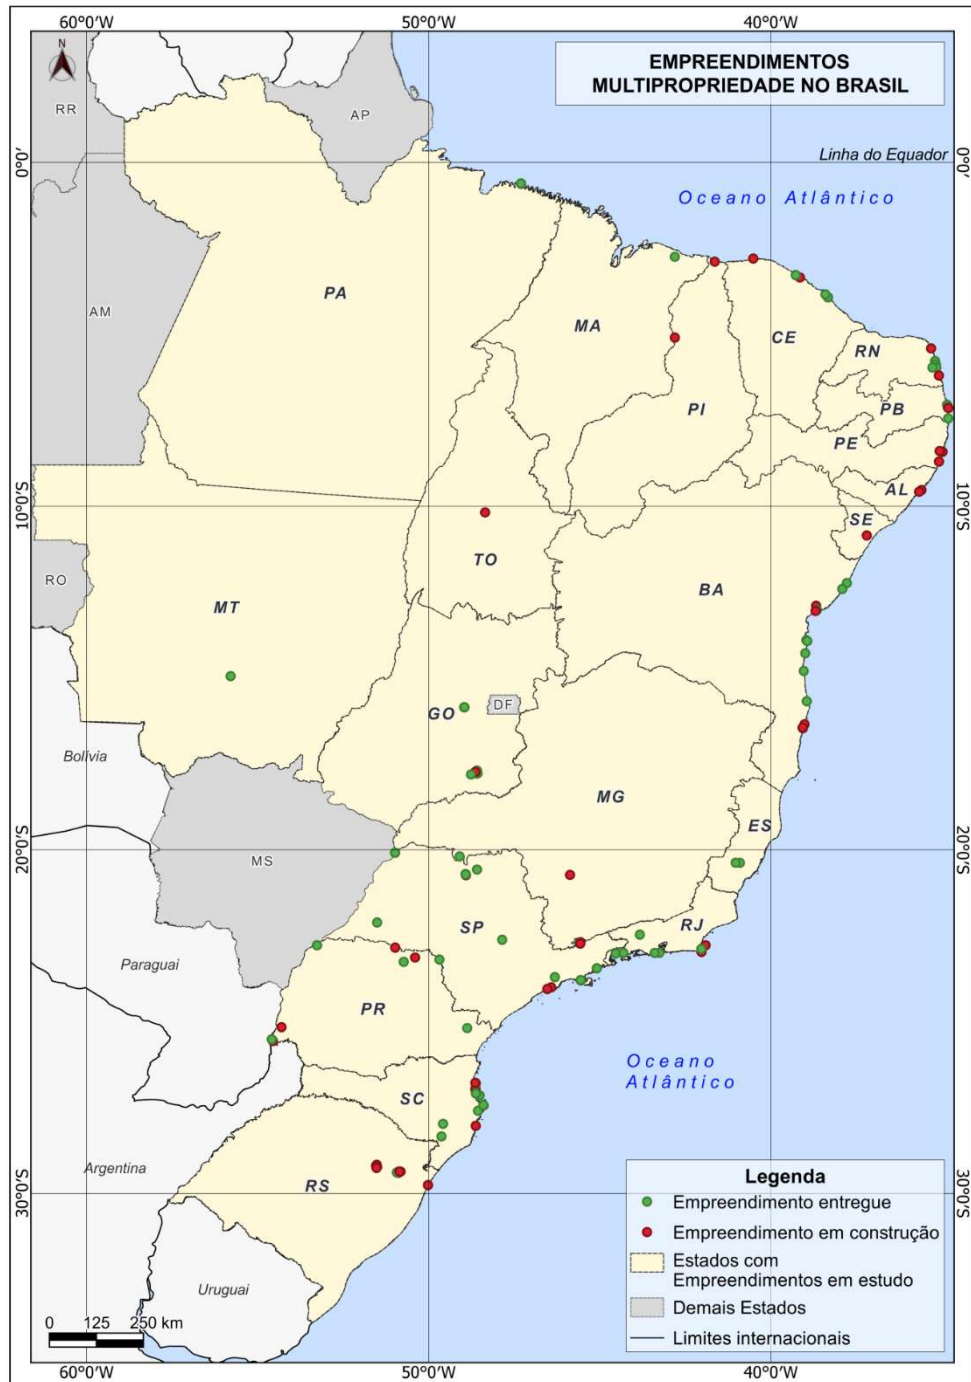 60°0'W 50°0'W 40°0'W
N
EMPREENDIMENTOS
MULTIPROPRIEDADE NO BRASIL
RR
AP
0°0'
Linha do Equador
0°0'
Oceano Atlântico
PA
AM
MA
CE
RN
PI
PB
PE
AL
10°0'S
10°0'S
SE
TO
RO
BA
MT
GO
DF
Bolívia
MG
ES
20°0'S
20°0'S
MS
SP
RJ
Paraguai
PR
Oceano
Atlântico
SC
Argentina
RS
30°0'S
30°0'S
Uruguai
Legenda
Empreendimento entregue
Empreendimento em construção
Estados com
Empreendimentos em estudo
Demais Estados
Limites internacionais
0 125 250 km
60°0'W 50°0'W 40°0'W